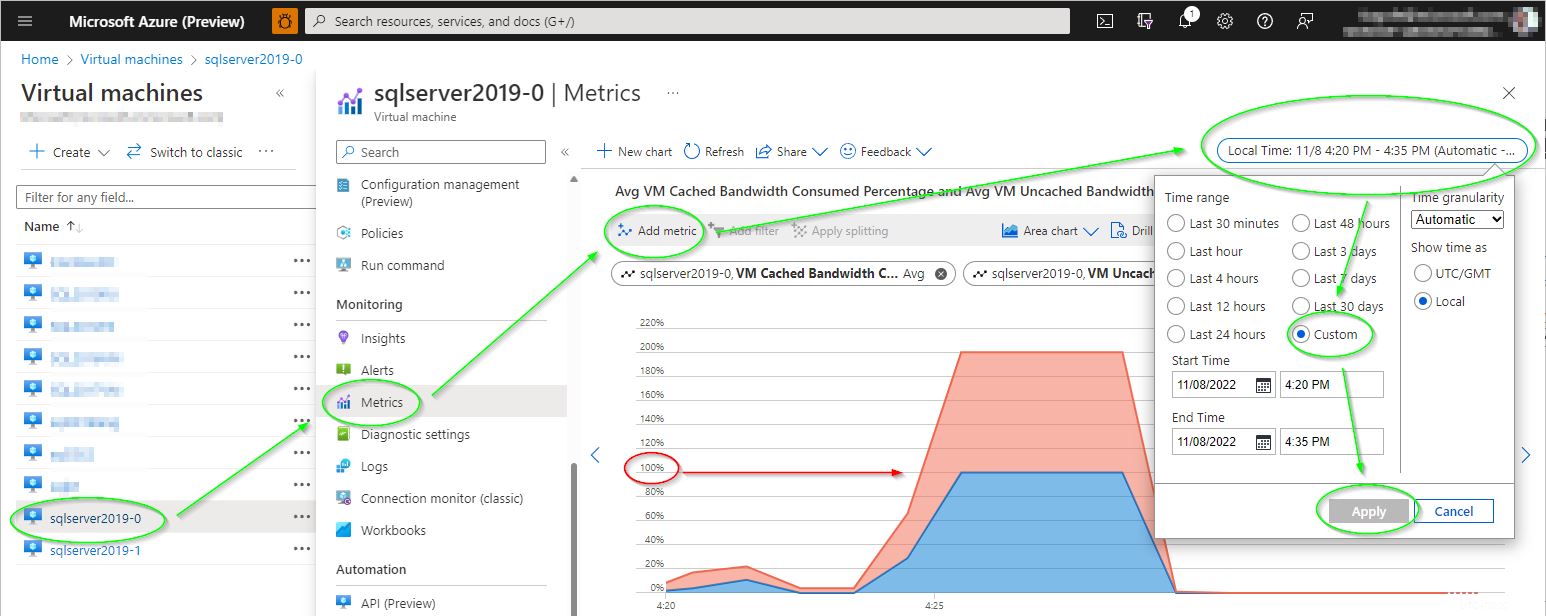 Microsoft Azure (Preview)
Search resources, services, and docs (G+/)
1
Home > Virtual machines > sqlserver2019-0
Virtual machines
«
+ Create
Switch to classic
...
Filter for any field...
Name ↑↓
sqlserver2019-0
sqlserver2019-1
sqlserver2019-0 | Metrics
...
Virtual machine
Search
«
Configuration management
(Preview)
Policies
Run command
Monitoring
Insights
Alerts
Metrics
Diagnostic settings
Logs
Connection monitor (classic)
Workbooks
Automation
API (Preview)
+ New chart
Refresh
Share
Feedback
Local Time: 11/8 4:20 PM - 4:35 PM (Automatic -...
Avg VM Cached Bandwidth Consumed Percentage and Avg VM Uncached Bandwidth
Add metric
Add filter
Apply splitting
Area chart
Drill
sqlserver2019-0, VM Cached Bandwidth C... Avg
sqlserver2019-0, VM Uncach
220%
200%
180%
160%
140%
120%
100%
80%
60%
40%
20%
0%
4:20
4:25
Time range
Last 30 minutes
Last hour
Last 4 hours
Last 12 hours
Last 24 hours
Last 48 hours
Last 3 days
Last 7 days
Last 30 days
Custom
Start Time
11/08/2022
4:20 PM
End Time
11/08/2022
4:35 PM
Time granularity
Automatic
Show time as
UTC/GMT
Local
Apply
Cancel